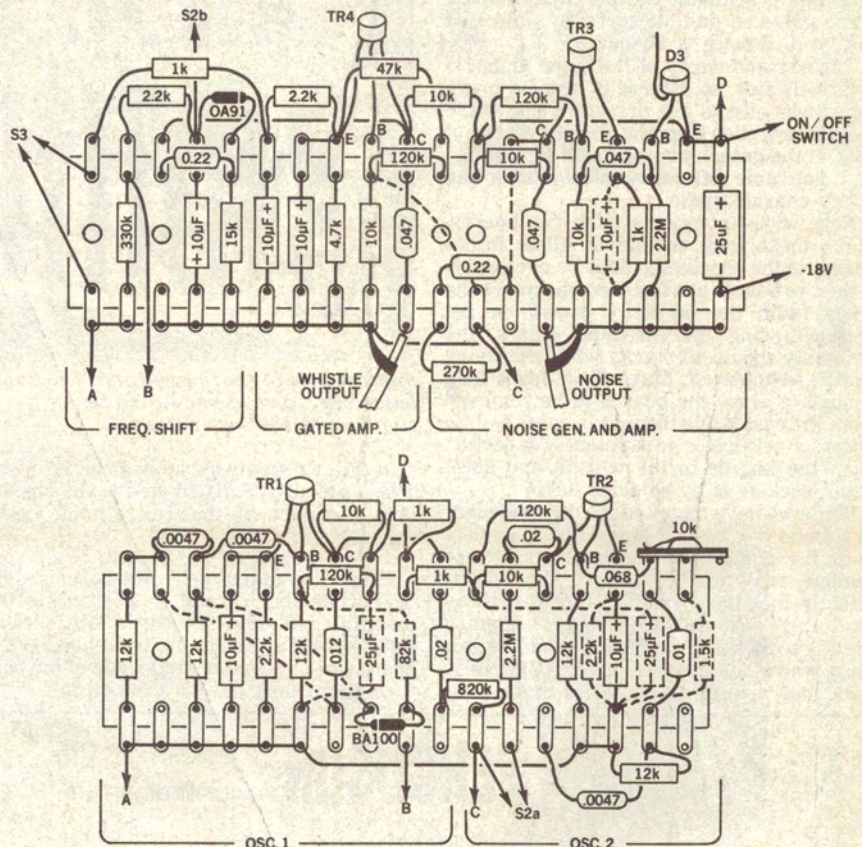 S2b
TR4
TR3
D3
D
1k
47k
2.2k
OA91
2.2k
10k
120k
S3
E
B
C
C
B
E
B
E
ON/OFF SWITCH
0.22
120k
10k
.047
330k
+10μF-
15k
-10μF+
-10μF+
4.7k
10k
.047
.047
10k
-10μF+
1k
2.2M
- 25uF +
0.22
-18V
A
B
WHISTLE OUTPUT
270k
C
NOISE OUTPUT
FREQ. SHIFT
GATED AMP.
NOISE GEN. AND AMP.
TR1
D
TR2
.0047
.0047
10k
1k
120k
.02
10k
E
B
C
C
B
E
120k
1k
10k
.068
12k
12k
-10μF+
2.2k
12k
.012
25μF+
82k
.02
2.2M
12k
2.2k
-10μF+
25μF+
.01
1.5k
BA100
820k
12k
.0047
A
B
C
S2a
OSC. 1
OSC. 2